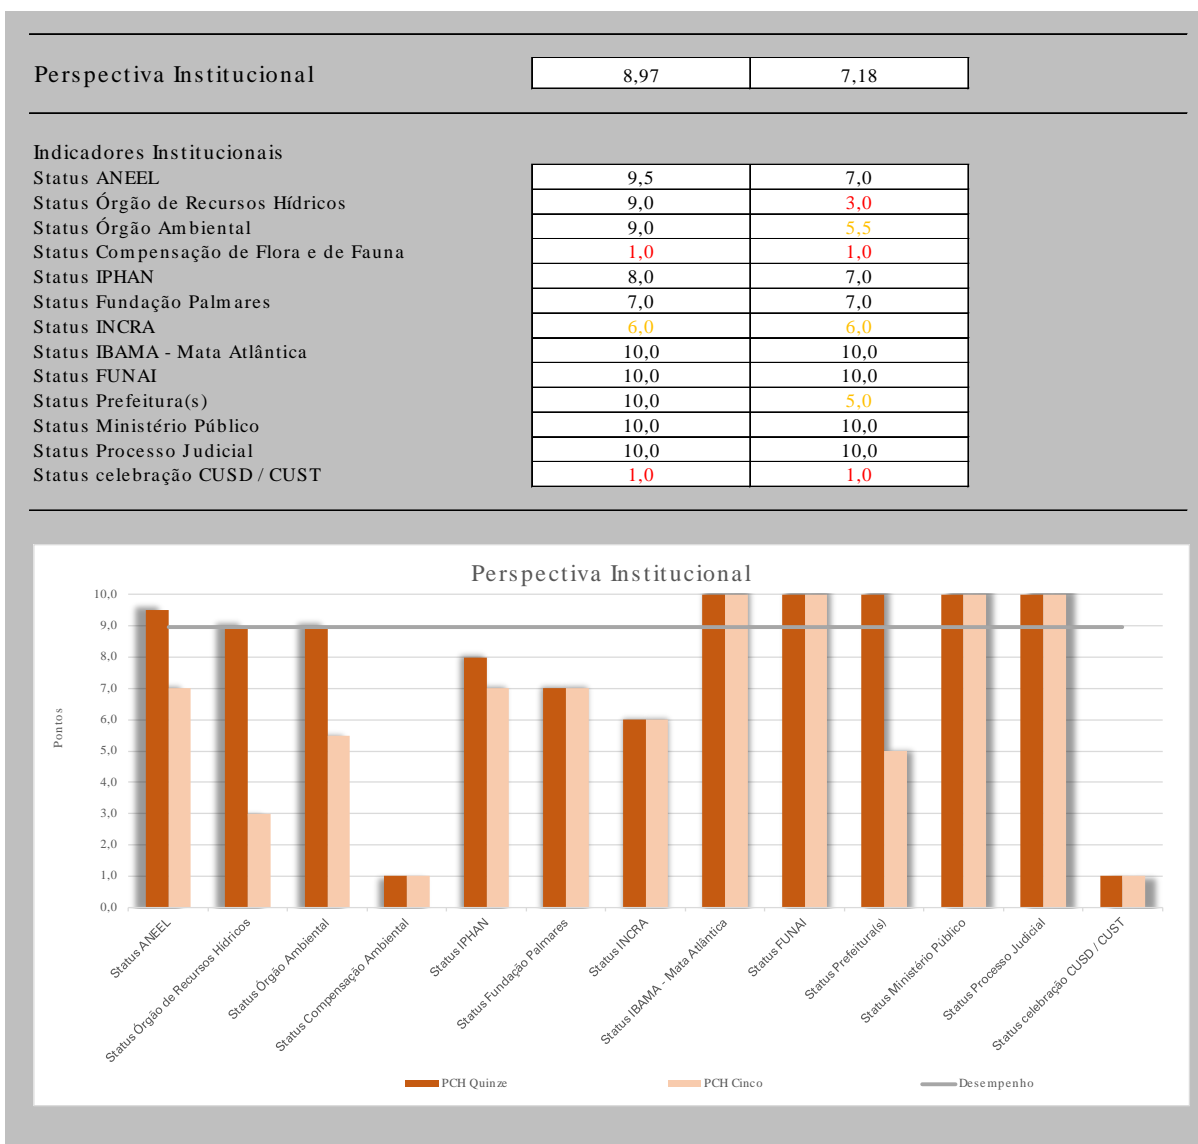 Perspectiva Institucional 8,97 7,18
Indicadores Institucionais
Status ANEEL 9,5 7,0
Status Órgão de Recursos Hídricos 9,0 3,0
Status Órgão Ambiental 9,0 5,5
Status Compensação de Flora e de Fauna 1,0 1,0
Status IPHAN 8,0 7,0
Status Fundação Palmares 7,0 7,0
Status INCRA 6,0 6,0
Status IBAMA - Mata Atlântica 10,0 10,0
Status FUNAI 10,0 10,0
Status Prefeitura(s) 10,0 5,0
Status Ministério Público 10,0 10,0
Status Processo Judicial 10,0 10,0
Status celebração CUSD / CUST 1,0 1,0
Perspectiva Institucional
Pontos
10,0
9,0
8,0
7,0
6,0
5,0
4,0
3,0
2,0
1,0
0,0
Status ANEEL
Status Órgão de Recursos Hídricos
Status Órgão Ambiental
Status Compensação Ambiental
Status IPHAN
Status Fundação Palmares
Status INCRA
Status IBAMA - Mata Atlântica
Status FUNAI
Status Prefeitura(s)
Status Ministério Público
Status Processo Judicial
Status celebração CUSD / CUST
PCH Quinze PCH Cinco Desempenho